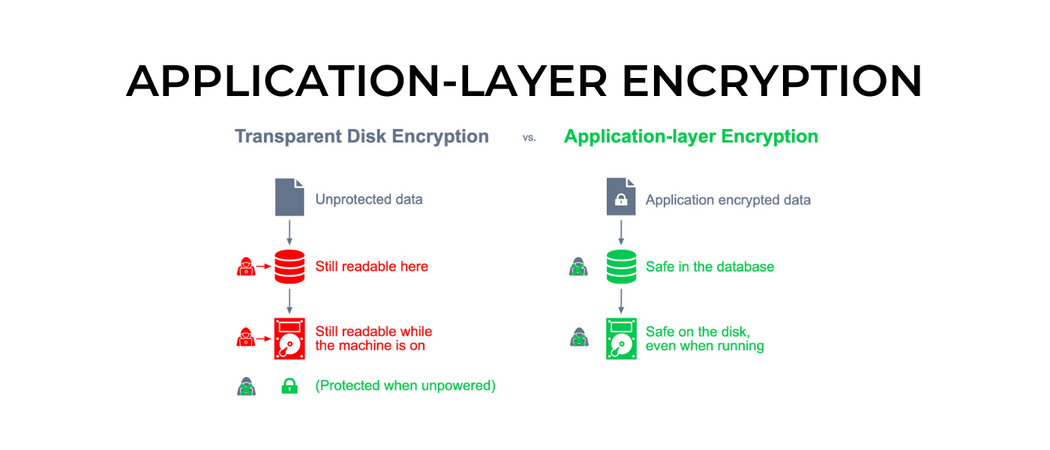 APPLICATION-LAYER ENCRYPTION
Transparent Disk Encryption
vs.
Application-layer Encryption
Unprotected data
Application encrypted data
Still readable here
Safe in the database
Still readable while
the machine is on
Safe on the disk,
even when running
(Protected when unpowered)